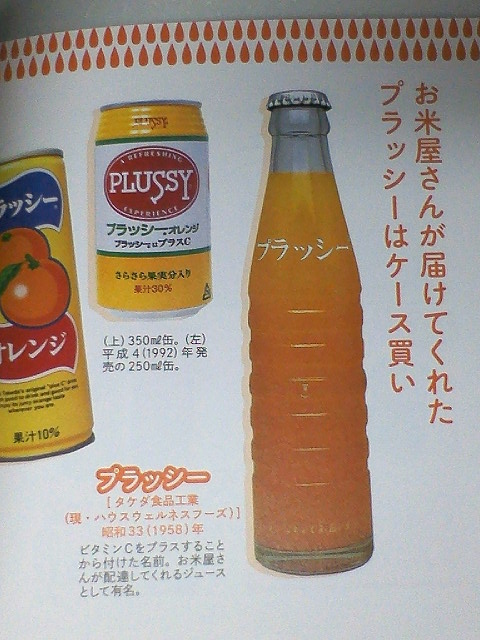 お米屋さんが届けてくれた
プラッシーはケース買い
PLUSSY
A REFRESHING
PLUSSY
EXPERIENCE
プラッシーオレンジ
プラッシーはプラスC
さらさら果実分入り
果汁30%
ラッシー
オレンジ
果汁10%
プラッシー
(上)350㎖缶。(左)
平成4(1992)年発
売の250㎖缶。
プラッシー
[タケダ食品工業
(現・ハウスウェルネスフーズ)]
昭和33(1958)年
ビタミンCをプラスすること
から付けた名前。お米屋さ
んが配達してくれるジュース
として有名。